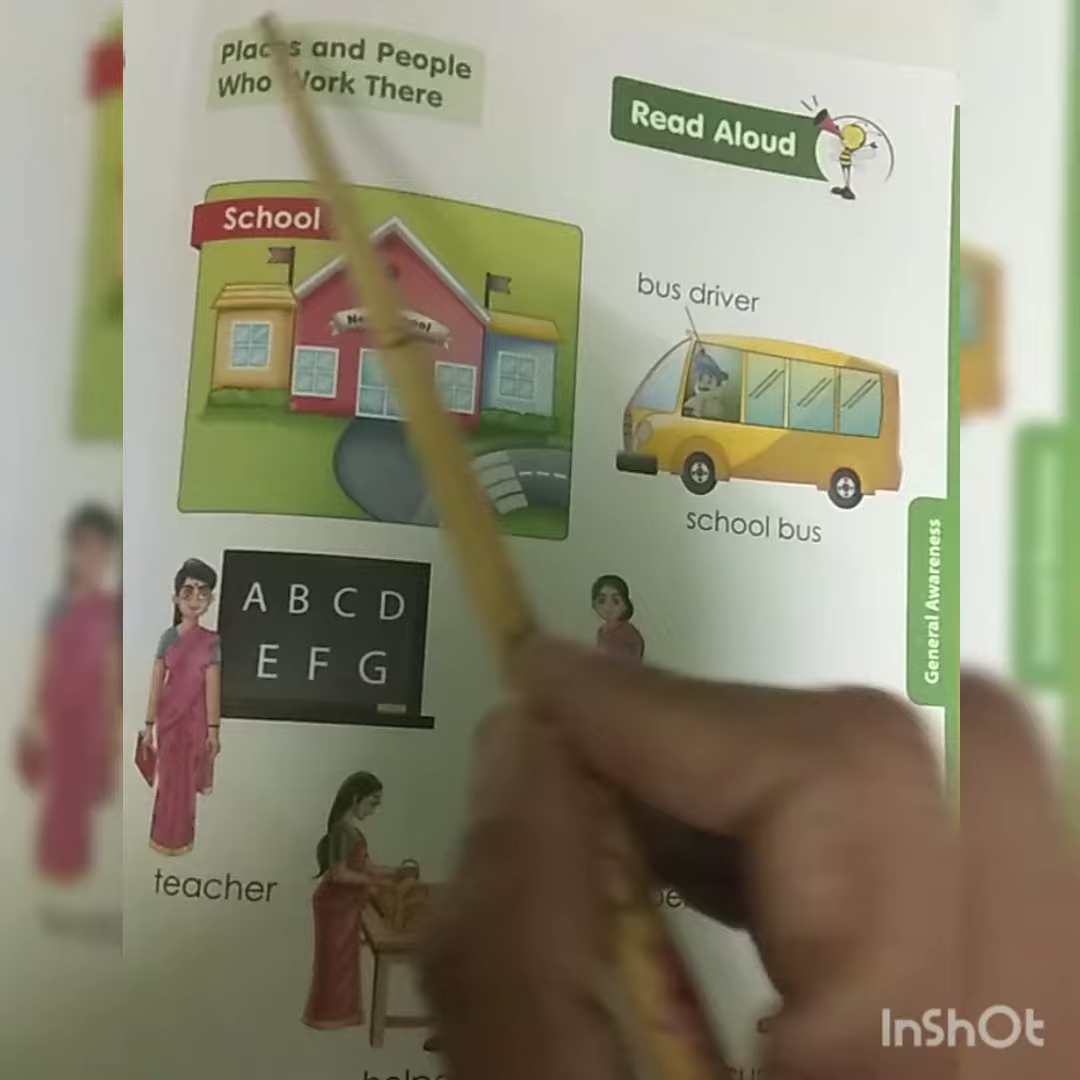 Places and People
Who Work There
Read Aloud
School
bus driver
school bus
General Awareness
A B C D
E F G
teacher
InShOt